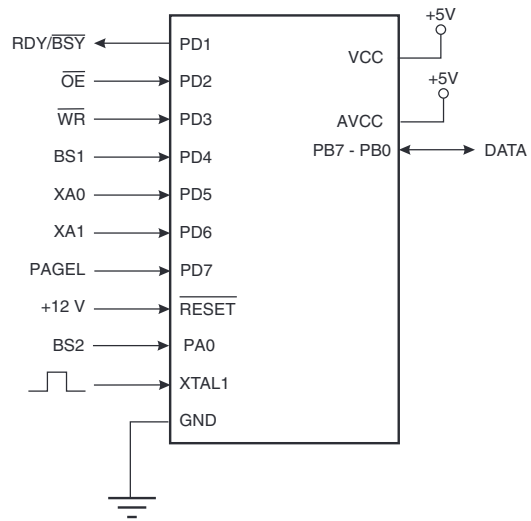 RDY/BSY PD1
OE PD2
WR PD3
BS1 PD4
XA0 PD5
XA1 PD6
PAGEL PD7
+12 V RESET
BS2 PA0
XTAL1
GND
+5V
VCC
+5V
AVCC
PB7 - PB0 DATA